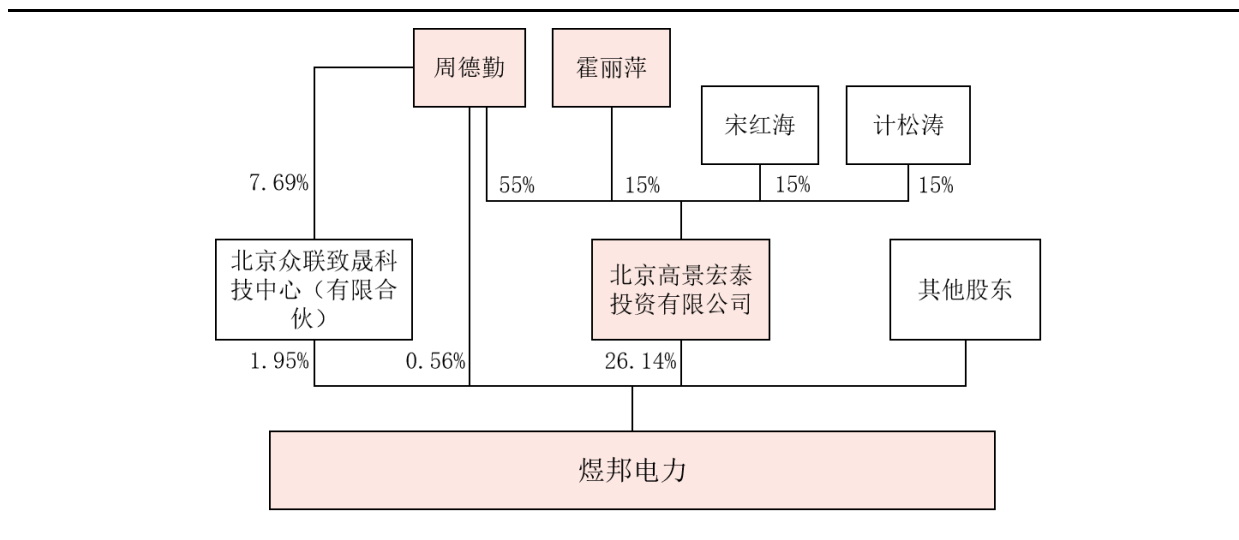 周德勤
霍丽萍
宋红海
计松涛
7.69%
55%
15%
15%
15%
北京众联致晟科
技中心（有限合
伙）
北京高景宏泰
投资有限公司
其他股东
1.95%
0.56%
26.14%
煜邦电力